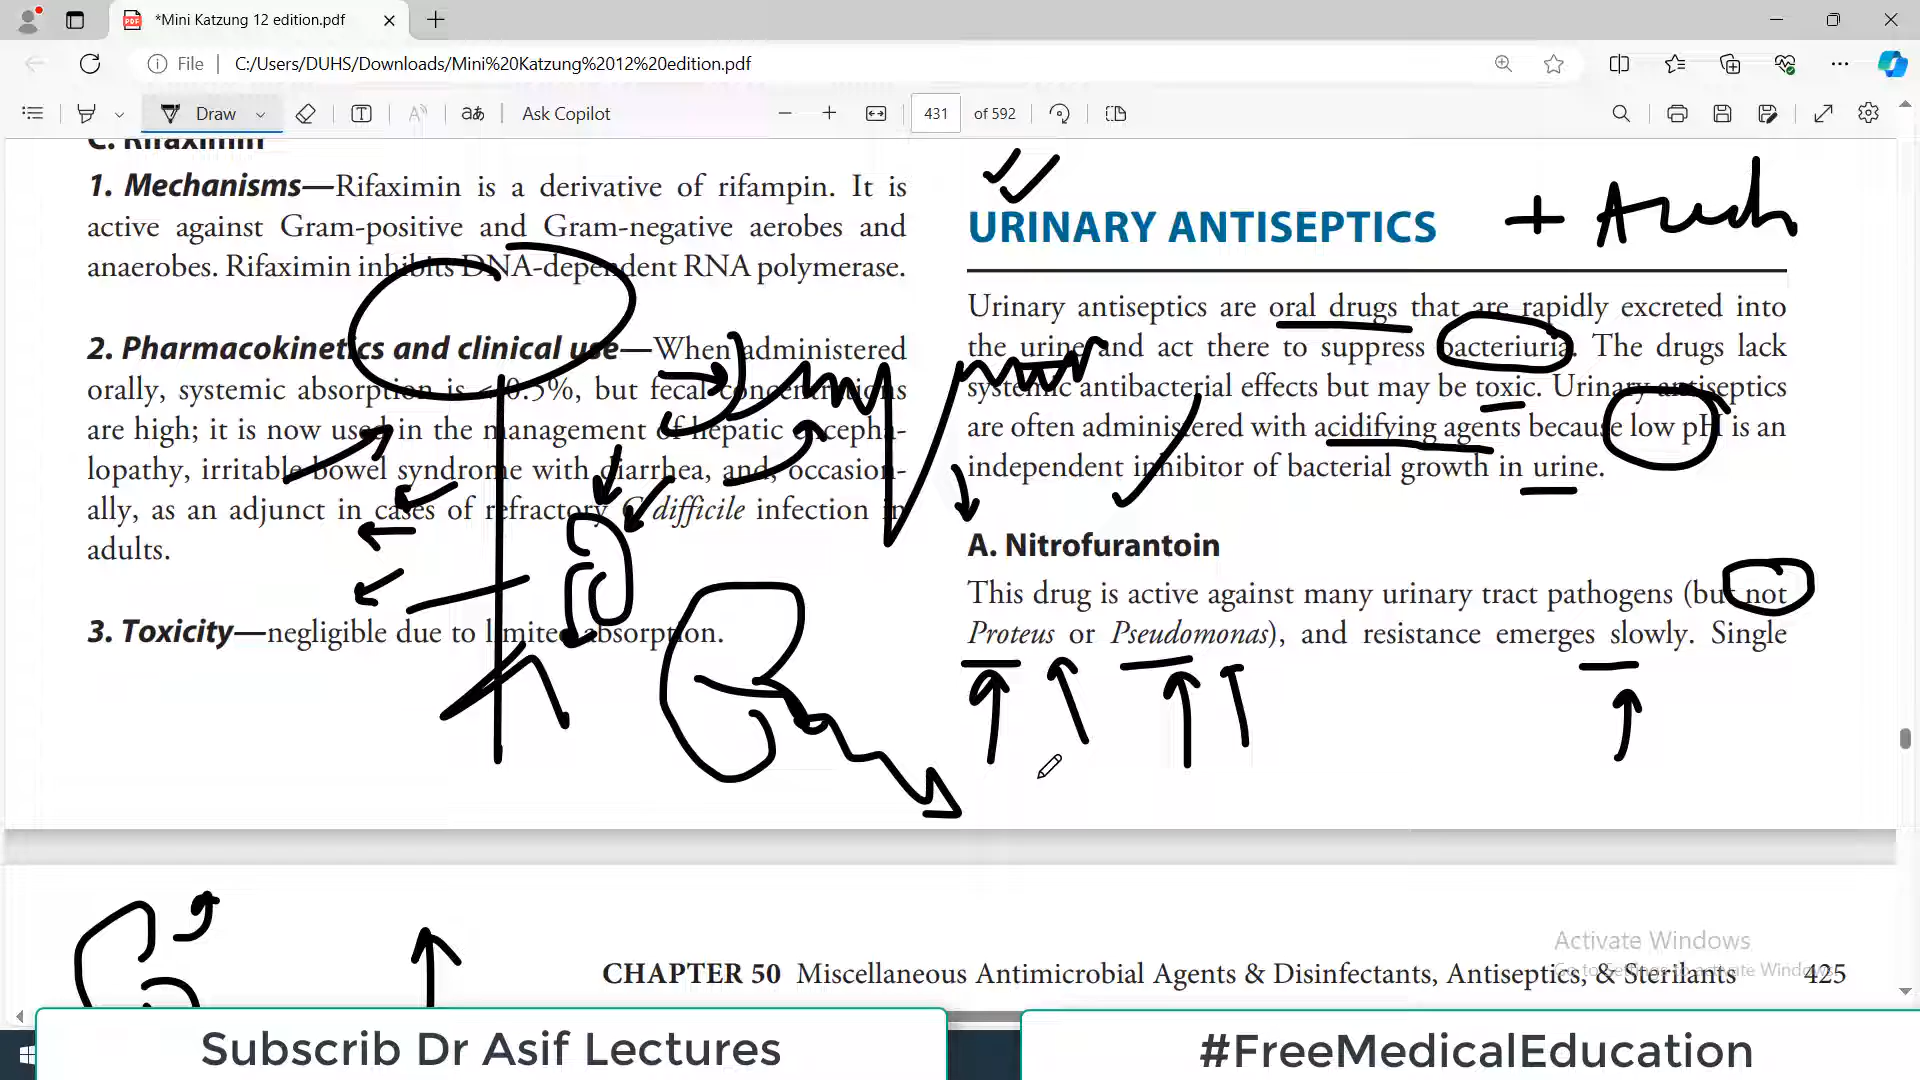 *Mini Katzung 12 edition.pdf
File
C:/Users/DUHS/Downloads/Mini%20Katzung%2012%20edition.pdf
Draw
Ask Copilot
431 of 592
C. Rifaximin
1. Mechanisms—Rifaximin is a derivative of rifampin. It is
active against Gram-positive and Gram-negative aerobes and
anaerobes. Rifaximin inhibits DNA-dependent RNA polymerase.
2. Pharmacokinetics and clinical use—When administered
orally, systemic absorption is <0.5%, but fecal concentrations
are high; it is now used in the management of hepatic encepha-
lopathy, irritable bowel syndrome with diarrhea, and, occasion-
ally, as an adjunct in cases of refractory C difficile infection in
adults.
3. Toxicity—negligible due to limited absorption.
URINARY ANTISEPTICS
Urinary antiseptics are oral drugs that are rapidly excreted into
the urine and act there to suppress bacteriuria. The drugs lack
systemic antibacterial effects but may be toxic. Urinary antiseptics
are often administered with acidifying agents because low pH is an
independent inhibitor of bacterial growth in urine.
A. Nitrofurantoin
This drug is active against many urinary tract pathogens (but not
Proteus or Pseudomonas), and resistance emerges slowly. Single
Activate Windows
Go to Settings to activate Windows.
CHAPTER 50 Miscellaneous Antimicrobial Agents & Disinfectants, Antiseptics, & Sterilants 425
Subscrib Dr Asif Lectures
#FreeMedicalEducation